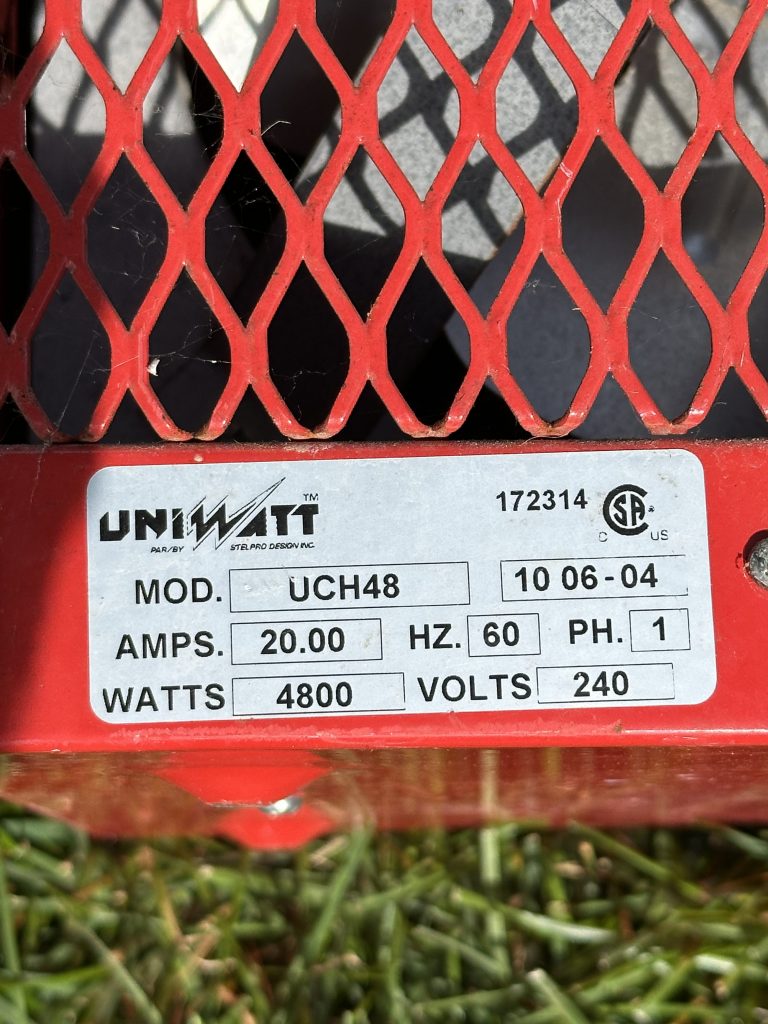 UNIWATT™
PAR/BY STELPRO DESIGN INC.
172314
C US
MOD. UCH48 10 06-04
AMPS. 20.00 HZ. 60 PH. 1
WATTS 4800 VOLTS 240